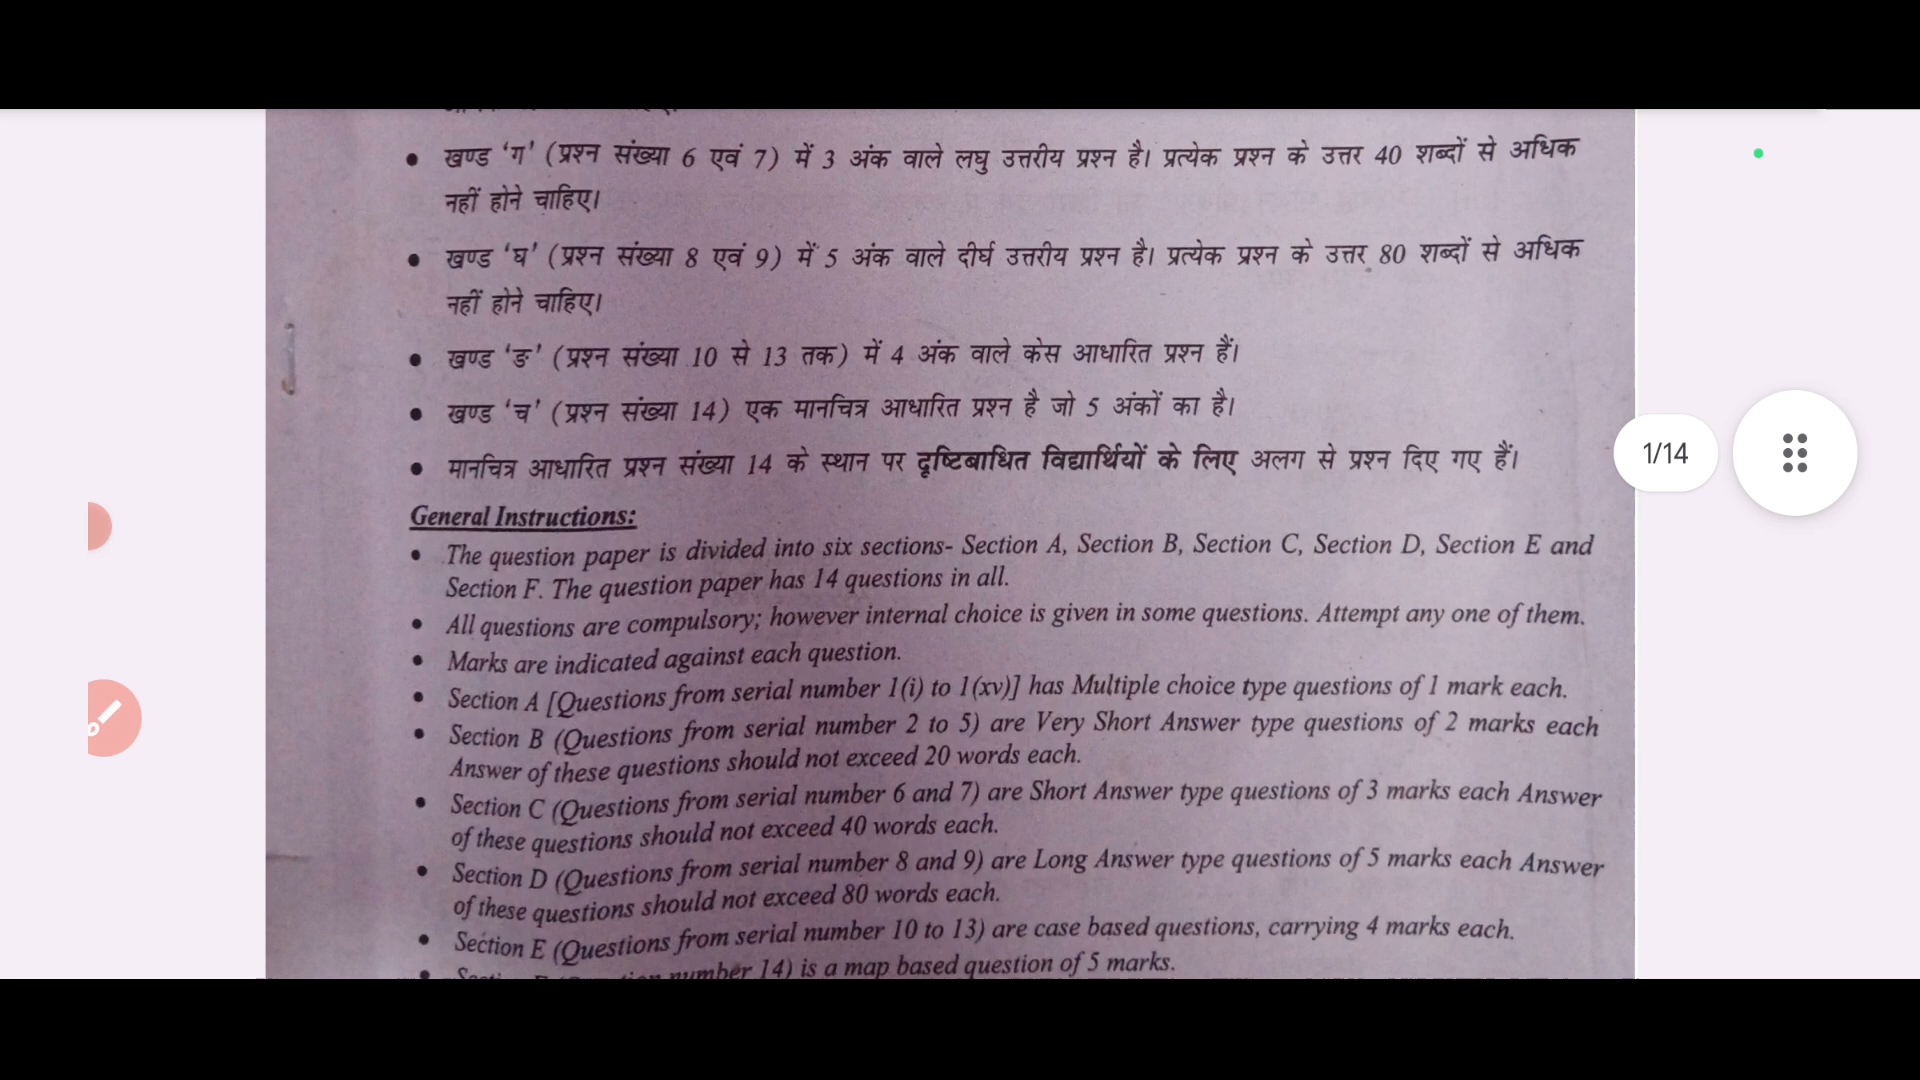 • खण्ड 'ग' (प्रश्न संख्या 6 एवं 7) में 3 अंक वाले लघु उत्तरीय प्रश्न है। प्रत्येक प्रश्न के उत्तर 40 शब्दों से अधिक
नहीं होने चाहिए।
• खण्ड 'घ' (प्रश्न संख्या 8 एवं 9) में 5 अंक वाले दीर्घ उत्तरीय प्रश्न है। प्रत्येक प्रश्न के उत्तर 80 शब्दों से अधिक
नहीं होने चाहिए।
• खण्ड 'ङ' (प्रश्न संख्या 10 से 13 तक) में 4 अंक वाले केस आधारित प्रश्न हैं।
• खण्ड 'च' (प्रश्न संख्या 14) एक मानचित्र आधारित प्रश्न है जो 5 अंकों का है।
• मानचित्र आधारित प्रश्न संख्या 14 के स्थान पर दृष्टिबाधित विद्यार्थियों के लिए अलग से प्रश्न दिए गए हैं।
1/14
General Instructions:
• The question paper is divided into six sections- Section A, Section B, Section C, Section D, Section E and
Section F. The question paper has 14 questions in all.
• All questions are compulsory; however internal choice is given in some questions. Attempt any one of them.
• Marks are indicated against each question.
• Section A [Questions from serial number 1(i) to 1(xv)] has Multiple choice type questions of 1 mark each.
• Section B (Questions from serial number 2 to 5) are Very Short Answer type questions of 2 marks each
Answer of these questions should not exceed 20 words each.
• Section C (Questions from serial number 6 and 7) are Short Answer type questions of 3 marks each Answer
of these questions should not exceed 40 words each.
• Section D (Questions from serial number 8 and 9) are Long Answer type questions of 5 marks each Answer
of these questions should not exceed 80 words each.
• Section E (Questions from serial number 10 to 13) are case based questions, carrying 4 marks each.
• number 14) is a map based question of 5 marks.